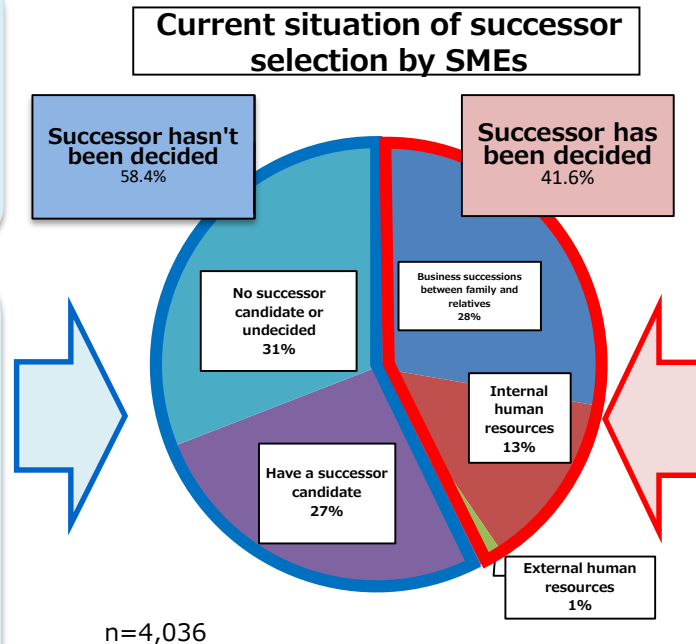 Current situation of successor
selection by SMEs
Successor hasn't
been decided
58.4%
Successor has
been decided
41.6%
Business successions
between family and
relatives
28%
No successor
candidate or
undecided
31%
Internal
human
resources
13%
Have a successor
candidate
27%
External human
resources
1%
n=4,036